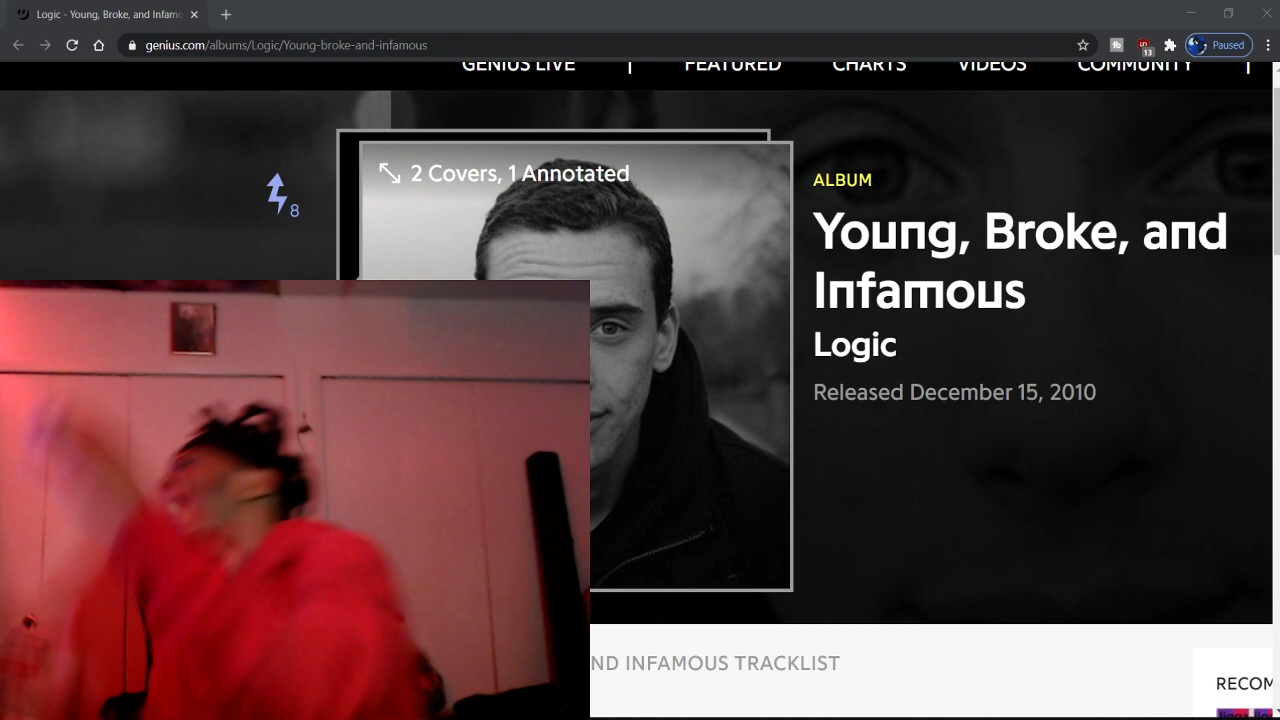 Logic - Young, Broke, and Infamo
genius.com/albums/Logic/Young-broke-and-infamous
13
Paused
GENIUS LIVE
FEATURED
CHARTS
VIDEOS
COMMUNITY
2 Covers, 1 Annotated
8
ALBUM
Young, Broke, and
Infamous
Logic
Released December 15, 2010
ND INFAMOUS TRACKLIST
RECOM